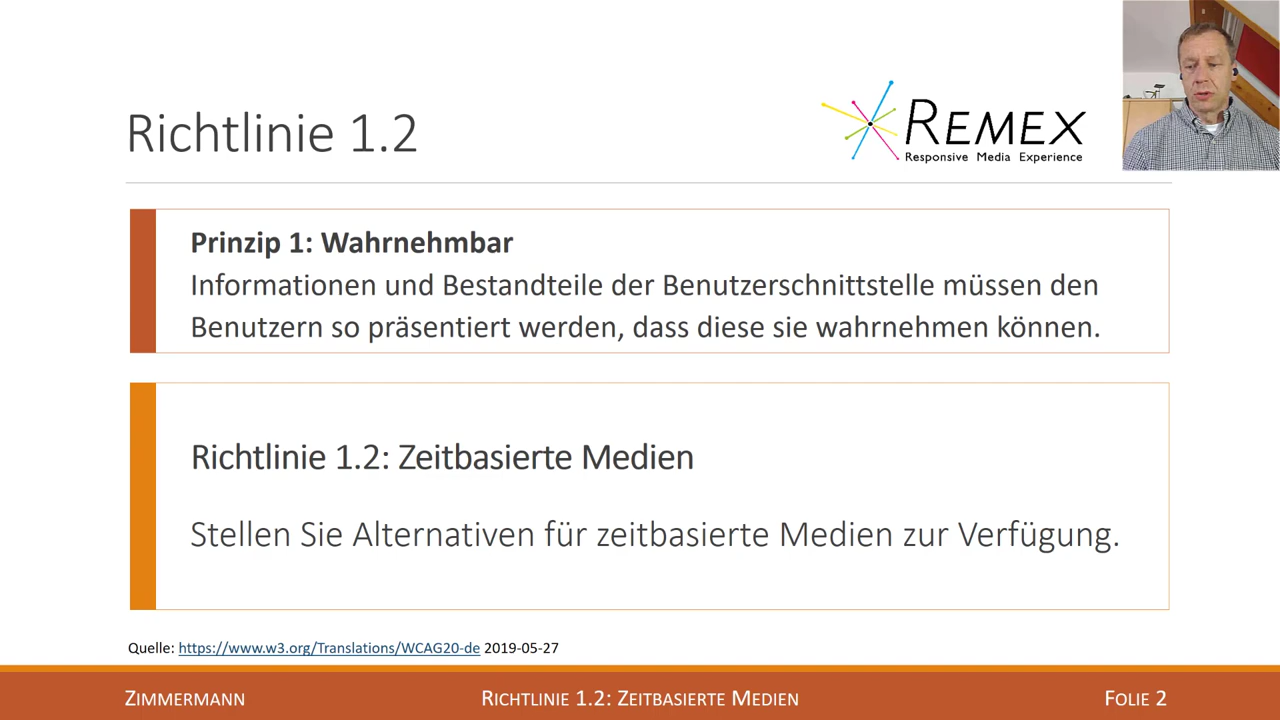 Richtlinie 1.2
REMEX
Responsive Media Experience
Prinzip 1: Wahrnehmbar
Informationen und Bestandteile der Benutzerschnittstelle müssen den
Benutzern so präsentiert werden, dass diese sie wahrnehmen können.
Richtlinie 1.2: Zeitbasierte Medien
Stellen Sie Alternativen für zeitbasierte Medien zur Verfügung.
Quelle: https://www.w3.org/Translations/WCAG20-de 2019-05-27
ZIMMERMANN
RICHTLINIE 1.2: ZEITBASIERTE MEDIEN
FOLIE 2